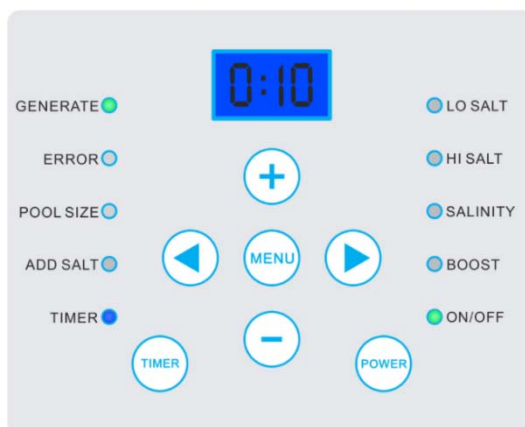 0:10
GENERATE
LO SALT
ERROR
HI SALT
POOL SIZE
SALINITY
ADD SALT
MENU
BOOST
TIMER
ON/OFF
TIMER
POWER